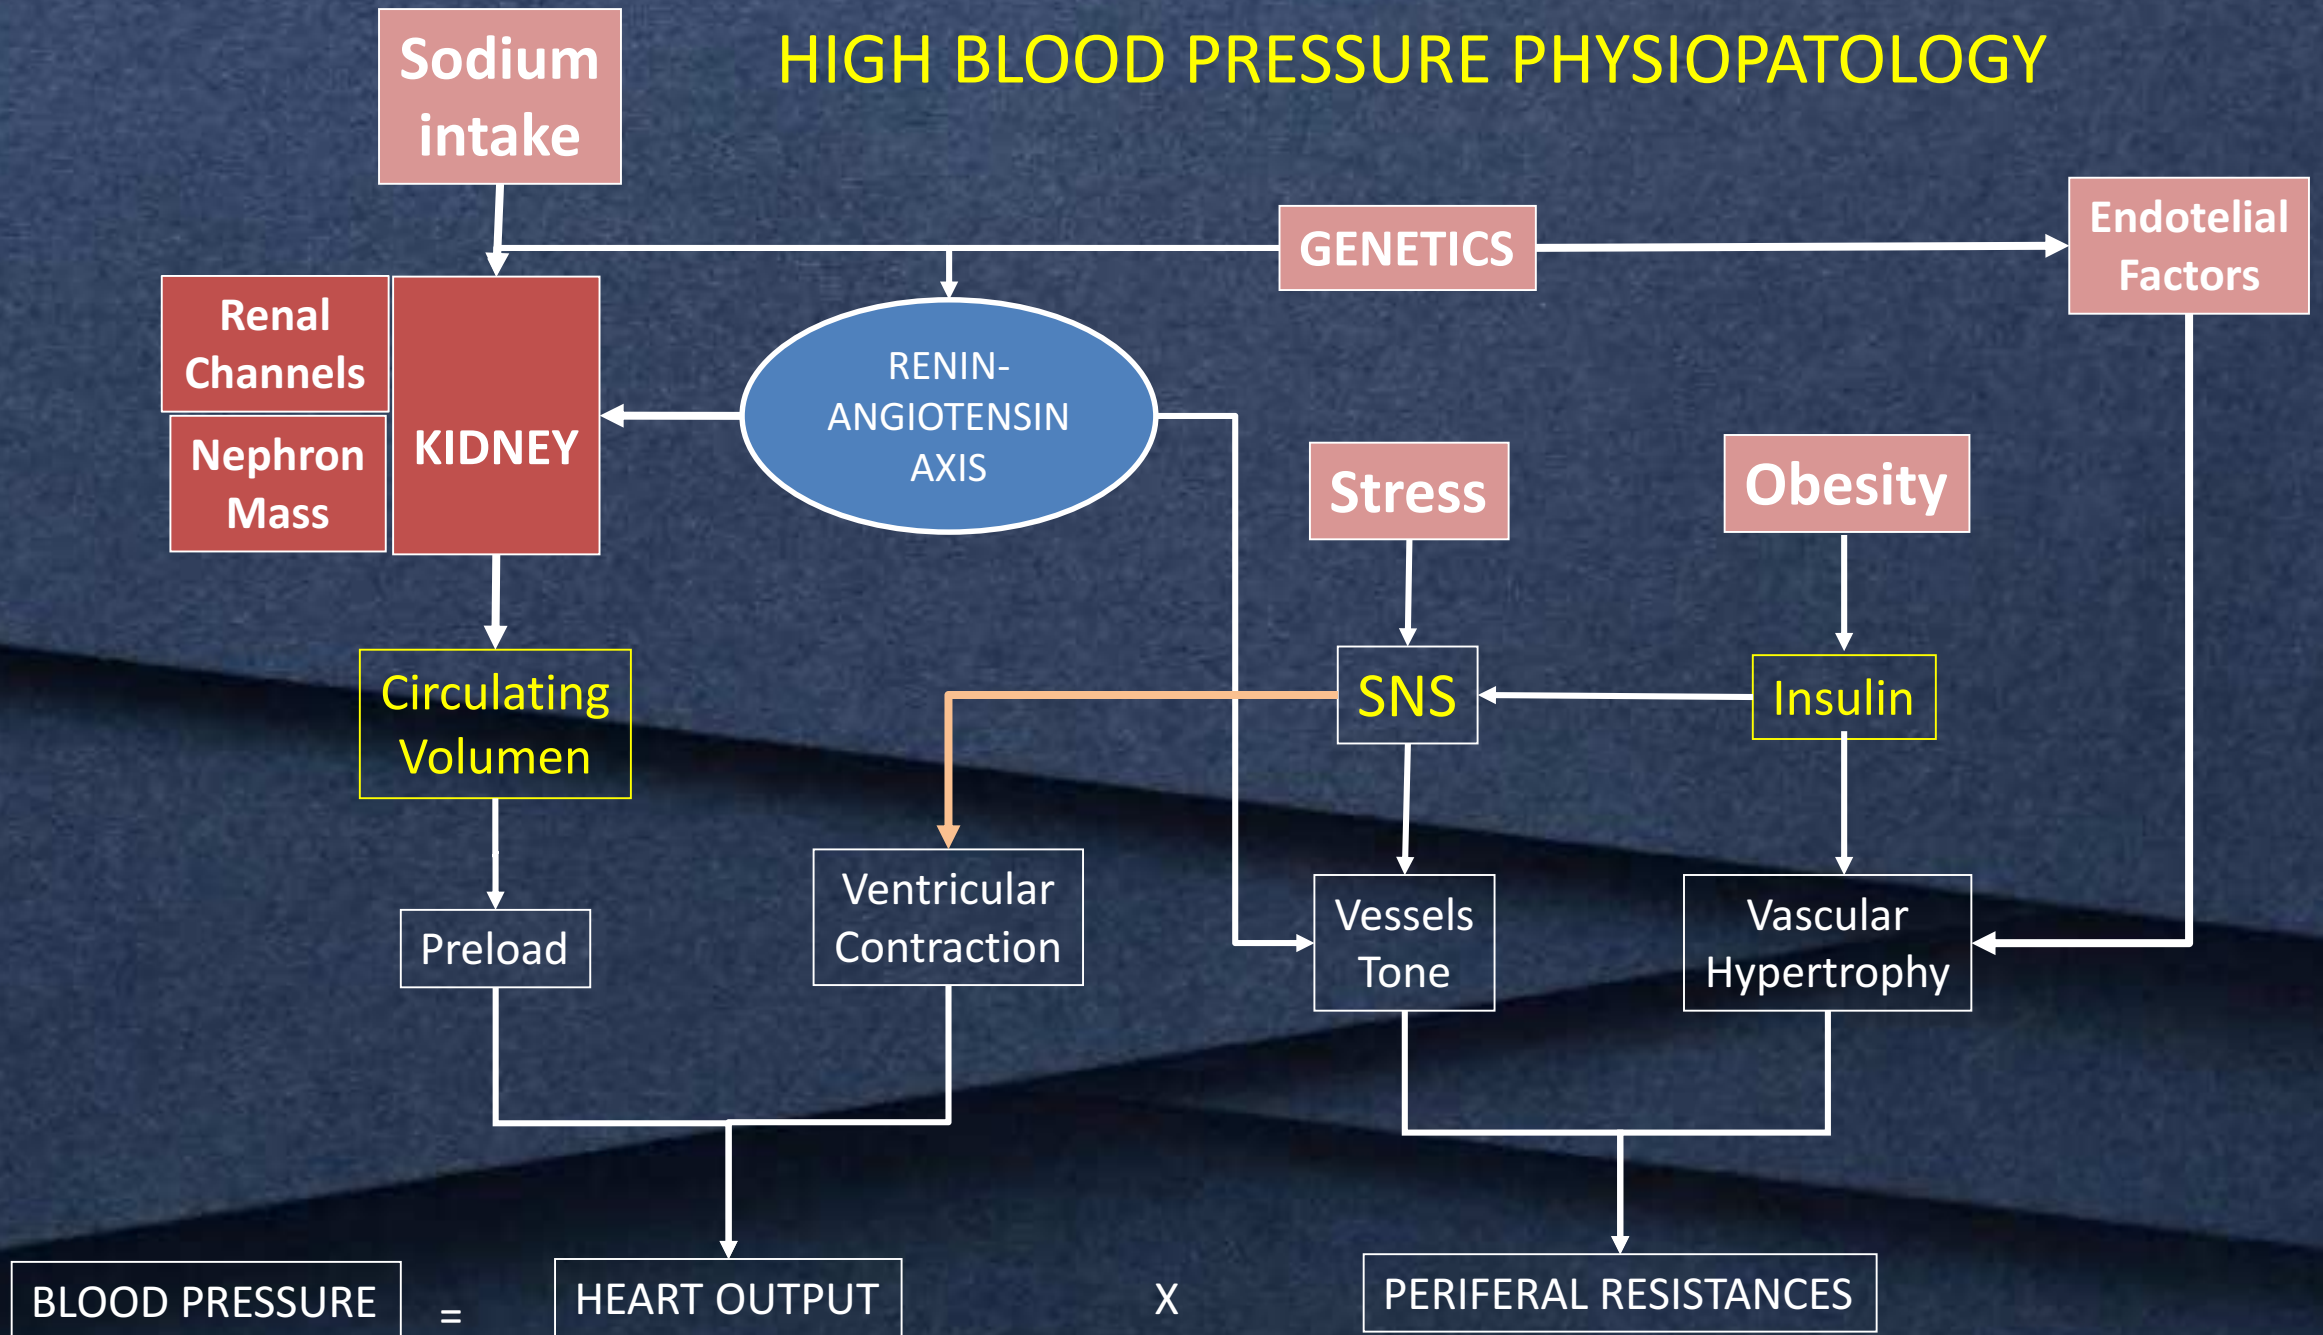 HIGH BLOOD PRESSURE PHYSIOPATOLOGY
Sodium
intake
GENETICS
Endotelial
Factors
Renal
Channels
Nephron
Mass
KIDNEY
RENIN-
ANGIOTENSIN
AXIS
Stress
Obesity
Circulating
Volumen
SNS
Insulin
Preload
Ventricular
Contraction
Vessels
Tone
Vascular
Hypertrophy
BLOOD PRESSURE
=
HEART OUTPUT
X
PERIFERAL RESISTANCES